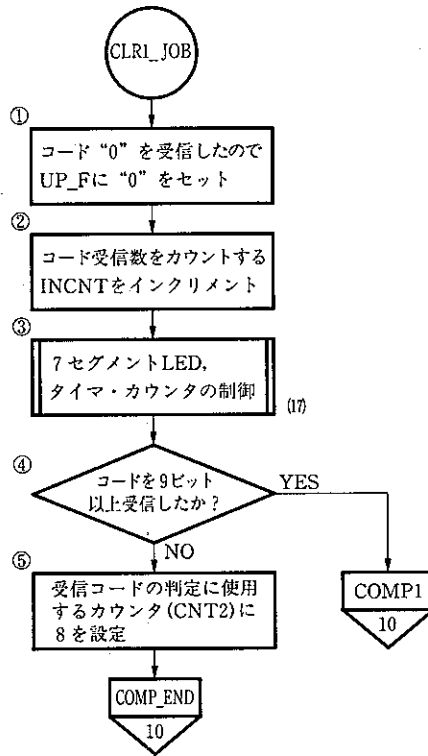 CLR1_JOB
①
コード“0”を受信したので
UP_Fに“0”をセット
②
コード受信数をカウントする
INCNTをインクリメント
③
7セグメントLED,
タイマ・カウンタの制御
(17)
④
コードを9ビット
以上受信したか?
YES
NO
⑤
受信コードの判定に使用
するカウンタ(CNT2)に
8を設定
COMP1
10
COMP_END
10